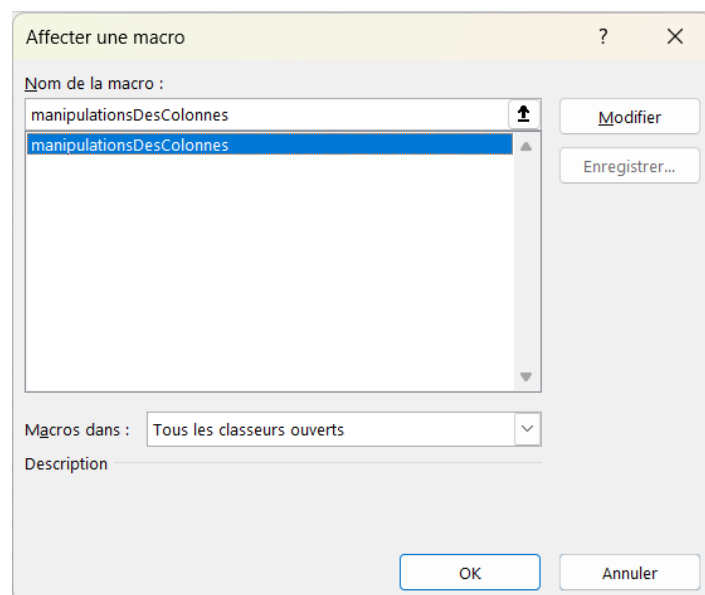 Affecter une macro ? ×
Nom de la macro :
manipulationsDesColonnes
manipulationsDesColonnes
Modifier
Enregistrer...
Macros dans : Tous les classeurs ouverts
Description
OK Annuler